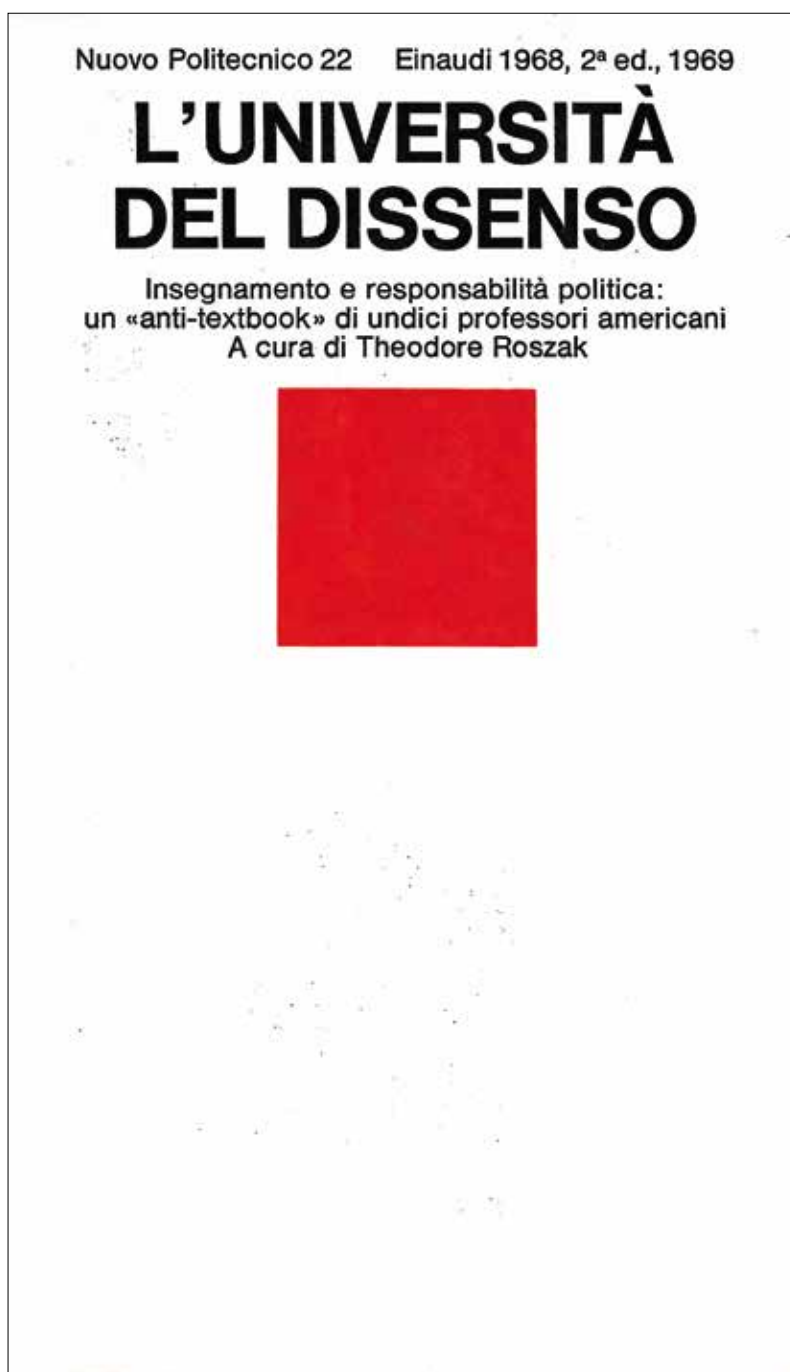 Nuovo Politecnico 22 Einaudi 1968, 2ª ed., 1969
L'UNIVERSITÀ
DEL DISSENSO
Insegnamento e responsabilità politica:
un «anti-textbook» di undici professori americani
A cura di Theodore Roszak